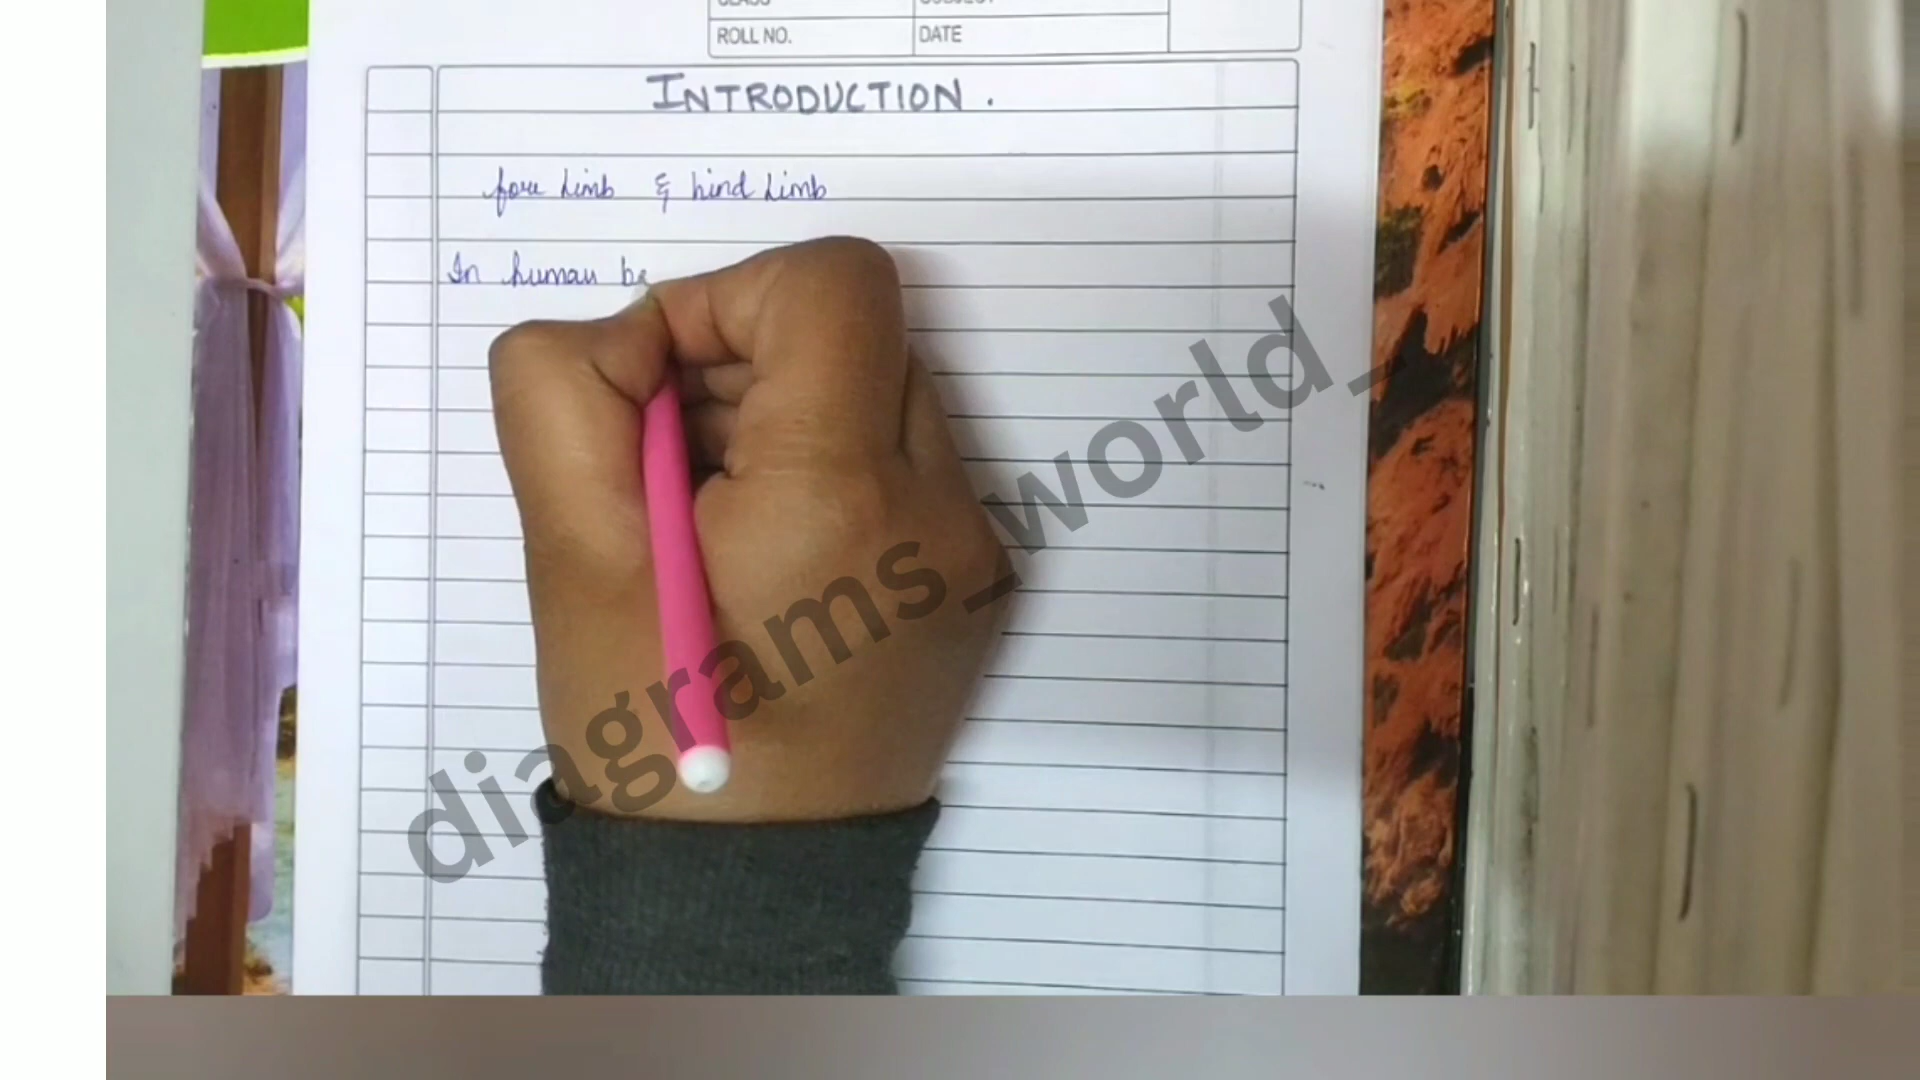 ROLL NO. DATE
INTRODUCTION.
fore Limb & hind Limb
In human be
diagrams_world_